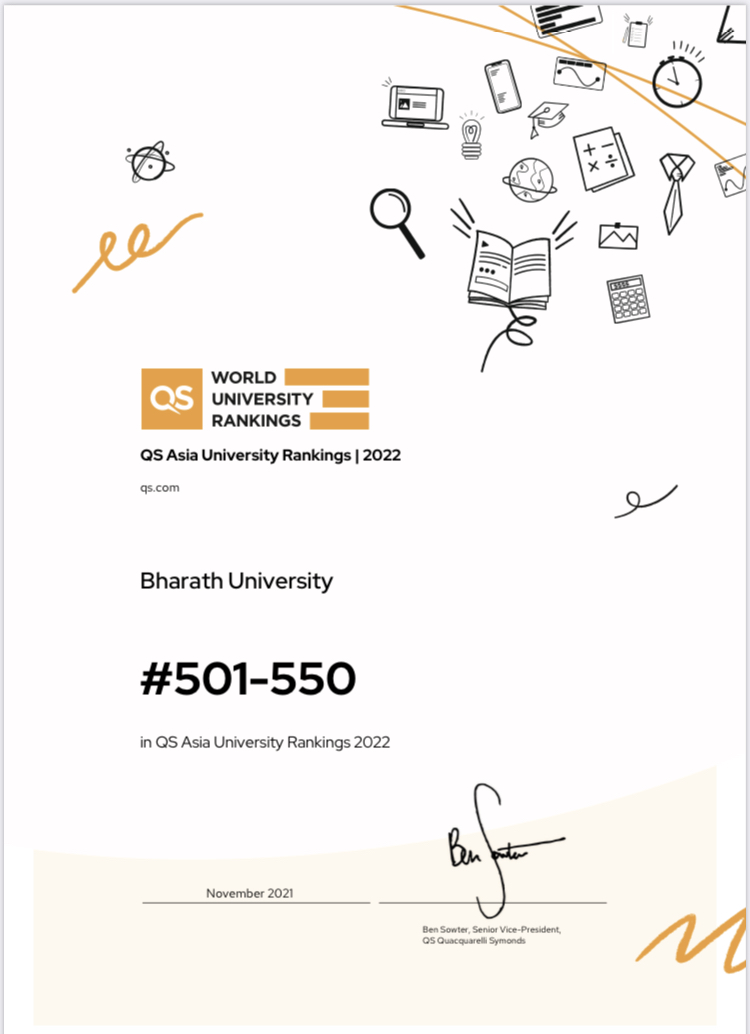 QS
WORLD
UNIVERSITY
RANKINGS
QS Asia University Rankings | 2022
qs.com
Bharath University
#501-550
in QS Asia University Rankings 2022
Ben Sowter
November 2021
Ben Sowter, Senior Vice-President,
QS Quacquarelli Symonds